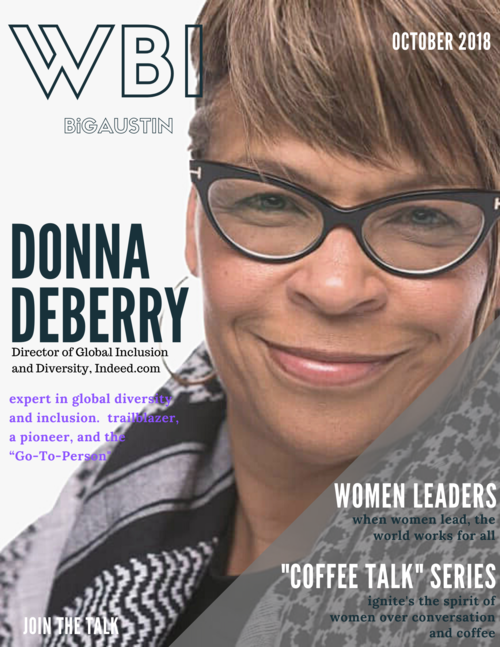 WBI
OCTOBER 2018
BiGAUSTIN
DONNA
DEBERRY
Director of Global Inclusion
and Diversity, Indeed.com
expert in global diversity
and inclusion. trailblazer,
a pioneer, and the
“Go-To-Person”
WOMEN LEADERS
when women lead, the
world works for all
"COFFEE TALK" SERIES
ignite's the spirit of
women over conversation
and coffee
JOIN THE TALK